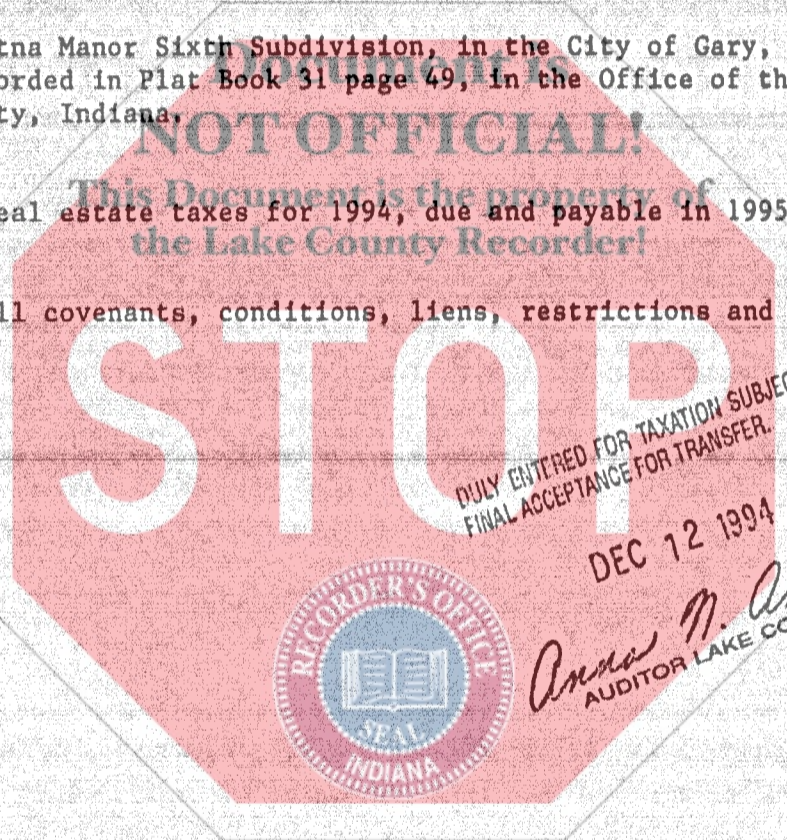 tna Manor Sixth Subdivision, in the City of Gary,
Document is
orded in Plat Book 31 page 49, in the Office of th
ty, Indiana.
NOT OFFICIAL!
This Document is the property of
eal estate taxes for 1994, due and payable in 1995
the Lake County Recorder!
ll covenants, conditions, liens, restrictions and
STOP
DULY ENTERED FOR TAXATION SUBJEC
FINAL ACCEPTANCE FOR TRANSFER.
DEC 12 1994
Anna N.
AUDITOR LAKE CO
RECORDER'S OFFICE
SEAL
INDIANA